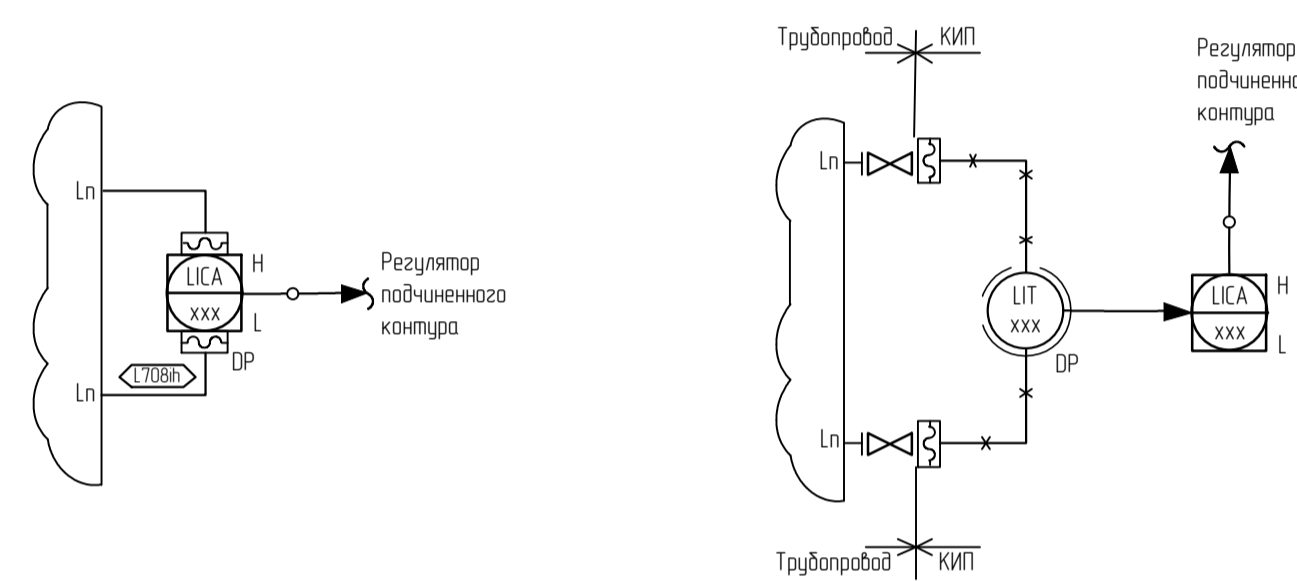 Ln
LICA
xxx
H
L
DP
L708ih
Ln
Регулятор
подчиненного
контура
Трубопровод
КИП
Ln
LIT
xxx
DP
Ln
Трубопровод
КИП
Регулятор
подчиненно
контура
LICA
xxx
H
L